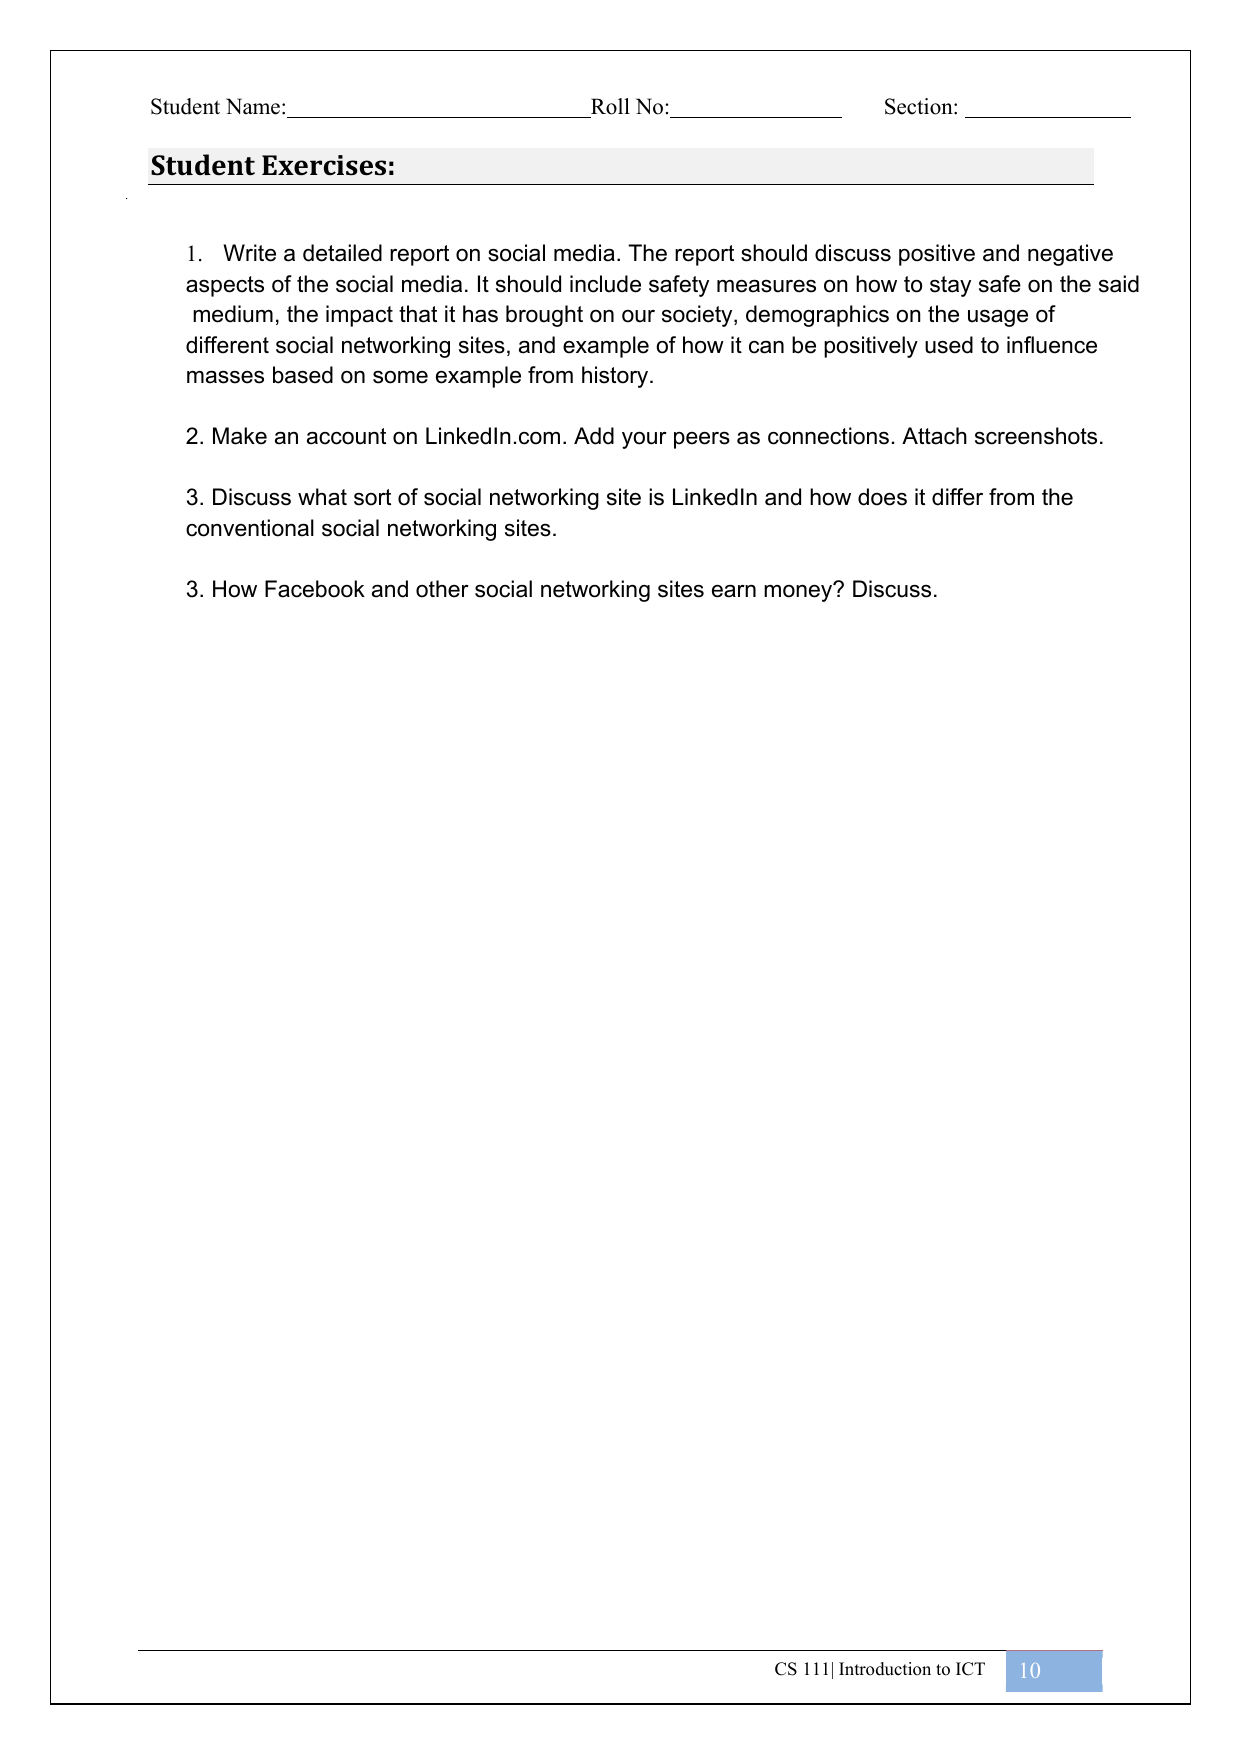 Student Name:Roll No: Section:
Student Exercises:
1. Write a detailed report on social media. The report should discuss positive and negative
aspects of the social media. It should include safety measures on how to stay safe on the said
medium, the impact that it has brought on our society, demographics on the usage of
different social networking sites, and example of how it can be positively used to influence
masses based on some example from history.
2. Make an account on LinkedIn.com. Add your peers as connections. Attach screenshots.
3. Discuss what sort of social networking site is LinkedIn and how does it differ from the
conventional social networking sites.
3. How Facebook and other social networking sites earn money? Discuss.
CS 111| Introduction to ICT 10